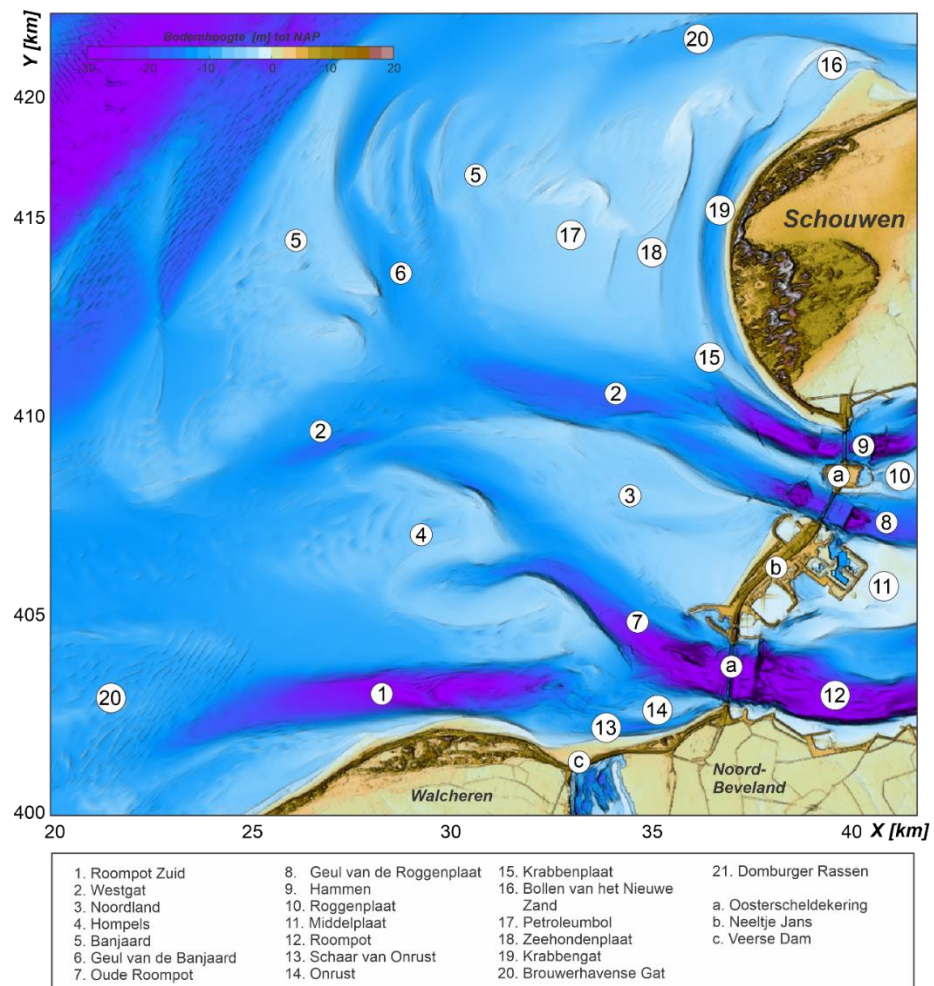 Bodemhoogte [m] tot NAP
-30 -20 -10 0 10 20
Y [km]
420
415
410
405
400
20 25 30 35 40 X [km]
20
16
5
19
Schouwen
17
5
18
6
15
2
2
9
a
10
3
8
4
b
11
7
a
20
1
12
14
13
c
Noord-
Beveland
Walcheren
1. Roompot Zuid
2. Westgat
3. Noordland
4. Hompels
5. Banjaard
6. Geul van de Banjaard
7. Oude Roompot
8. Geul van de Roggenplaat
9. Hammen
10. Roggenplaat
11. Middelplaat
12. Roompot
13. Schaar van Onrust
14. Onrust
15. Krabbenplaat
16. Bollen van het Nieuwe
Zand
17. Petroleumbol
18. Zeehondenplaat
19. Krabbengat
20. Brouwerhavense Gat
21. Domburger Rassen
a. Oosterscheldekering
b. Neeltje Jans
c. Veerse Dam